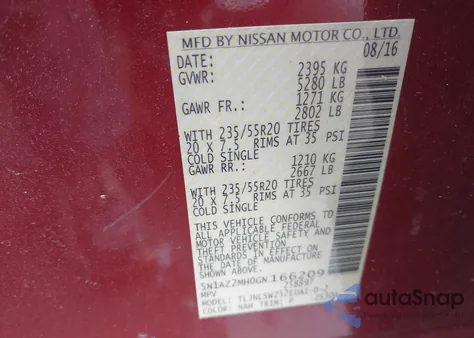 MFD BY NISSAN MOTOR CO., LTD.
08/16
GVWR: 2395 KG
5280 LB
GAWR FR.: 1271 KG
2802 LB
WITH 235/55R20 TIRES
20 X 7.5 RIMS AT 35 PSI
COLD SINGLE
GAWR RR.: 1210 KG
2667 LB
WITH 235/55R20 TIRES
20 X 7.5 RIMS AT 35 PSI
COLD SINGLE
THIS VEHICLE CONFORMS TO
ALL APPLICABLE U.S. FEDERAL
MOTOR VEHICLE SAFETY AND
THEFT PREVENTION
STANDARDS IN EFFECT ON THE
DATE OF MANUFACTURE
SHOWN ABOVE.
5N1AZ2MH0GN166209
MPV
MODEL:
COLOR: NAH TRIM: P
autoSnap